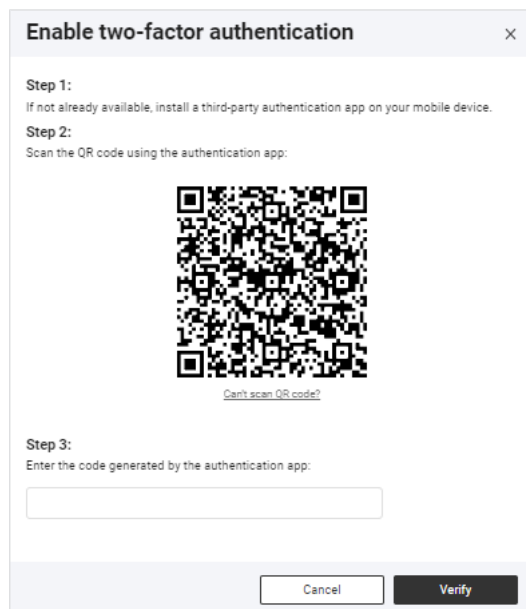 Enable two-factor authentication
Step 1:
If not already available, install a third-party authentication app on your mobile device.
Step 2:
Scan the QR code using the authentication app:
Can't scan QR code?
Step 3:
Enter the code generated by the authentication app:
Cancel
Verify